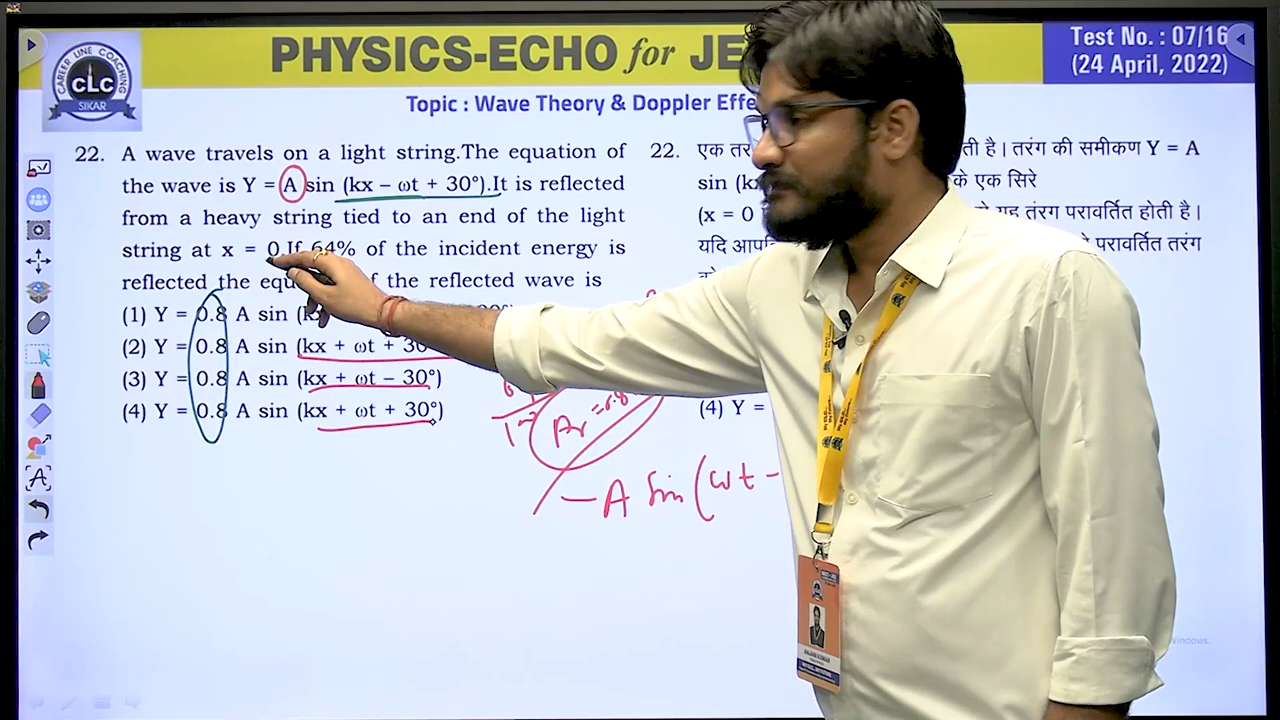 PHYSICS-ECHO for JE
Test No. : 07/16
(24 April, 2022)
CAREER LINE COACHING
CLC
SIKAR
Topic : Wave Theory & Doppler Effe
22. A wave travels on a light string.The equation of
the wave is Y = A sin (kx − ωt + 30°).It is reflected
from a heavy string tied to an end of the light
string at x = 0.If 64% of the incident energy is
reflected the equ of the reflected wave is
(1) Y = 0.8 A sin (k
(2) Y = 0.8 A sin (kx + ωt + 30
(3) Y = 0.8 A sin (kx + ωt − 30°)
(4) Y = 0.8 A sin (kx + ωt + 30°)
22. एक तर ती है। तरंग की समीकण Y = A
sin (k के एक सिरे
(x = 0 यह तरंग परावर्तित होती है।
यदि आप परावर्तित तरंग
(4) Y =
Ar = 0.8
− A sin (ωt −